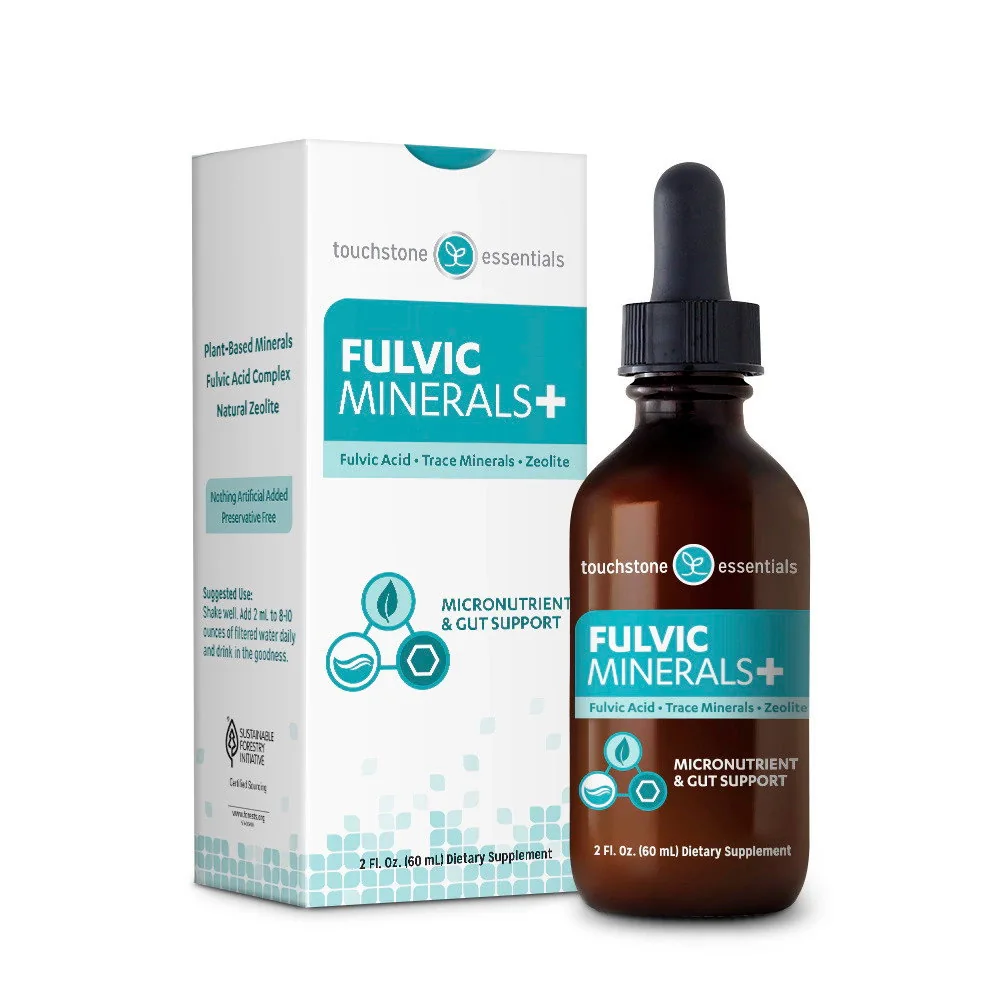 touchstone essentials
FULVIC
MINERALS+
Fulvic Acid • Trace Minerals • Zeolite
MICRONUTRIENT
& GUT SUPPORT
2 Fl. Oz. (60 mL) Dietary Supplement
Plant-Based Minerals
Fulvic Acid Complex
Natural Zeolite
Nothing Artificial Added
Preservative Free
Suggested Use:
Shake well. Add 2 mL to 8-10
ounces of filtered water daily
and drink in the goodness.
SUSTAINABLE
FORESTRY
INITIATIVE
Certified Sourcing
www.forests.org
touchstone essentials
FULVIC
MINERALS+
Fulvic Acid • Trace Minerals • Zeolite
MICRONUTRIENT
& GUT SUPPORT
2 Fl. Oz. (60 mL) Dietary Supplement